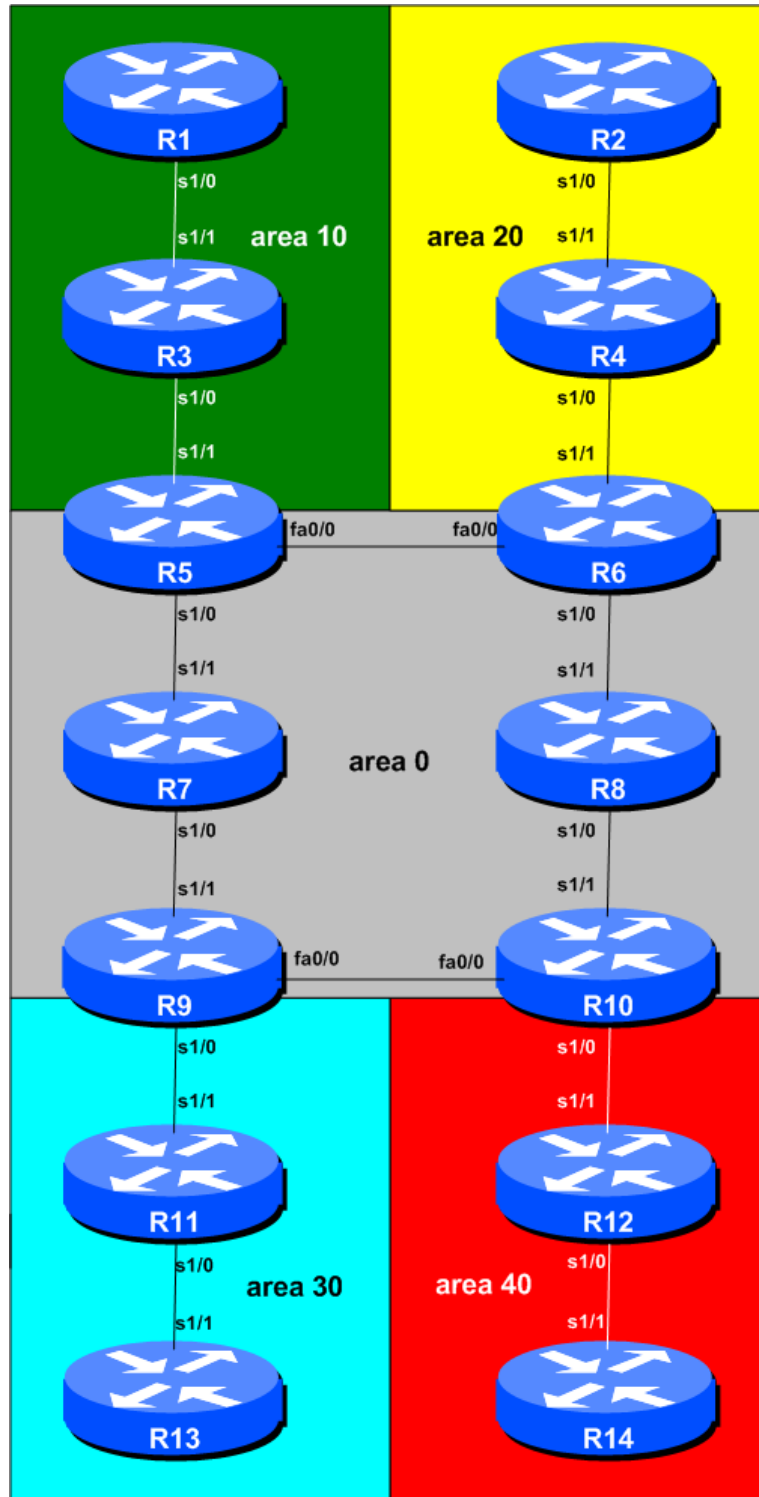 R1
R2
s1/0
s1/0
s1/1
area 10
area 20
s1/1
R3
R4
s1/0
s1/0
s1/1
s1/1
fa0/0
fa0/0
R5
R6
s1/0
s1/0
s1/1
s1/1
R7
area 0
R8
s1/0
s1/0
s1/1
s1/1
fa0/0
fa0/0
R9
R10
s1/0
s1/0
s1/1
s1/1
R11
R12
s1/0
s1/0
area 30
area 40
s1/1
s1/1
R13
R14